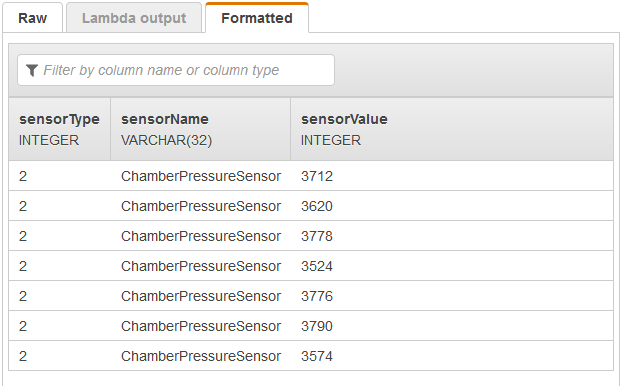 Raw Lambda output Formatted
Filter by column name or column type
sensorType sensorName sensorValue
INTEGER VARCHAR(32) INTEGER
2 ChamberPressureSensor 3712
2 ChamberPressureSensor 3620
2 ChamberPressureSensor 3778
2 ChamberPressureSensor 3524
2 ChamberPressureSensor 3776
2 ChamberPressureSensor 3790
2 ChamberPressureSensor 3574